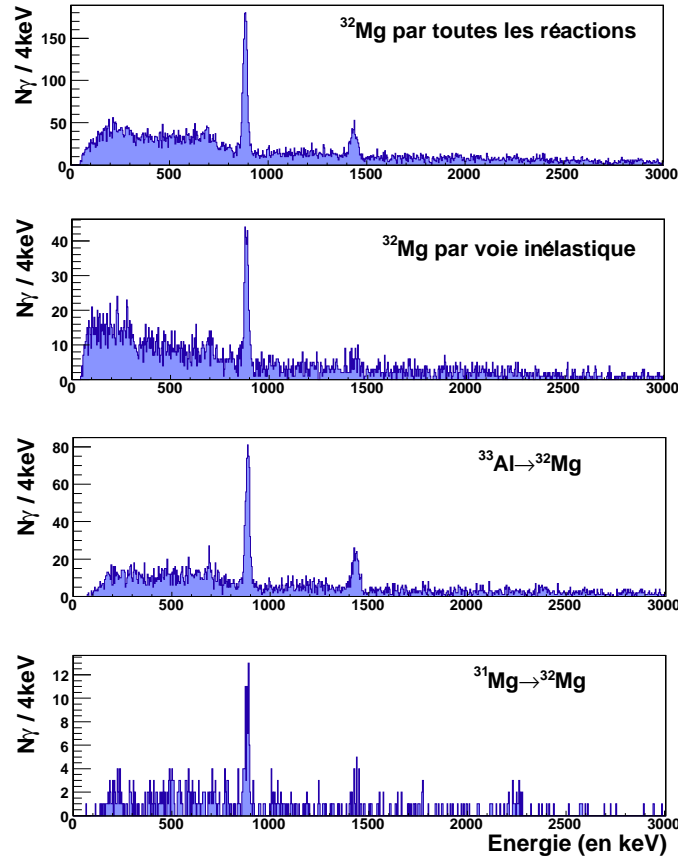 ³²Mg par toutes les réactions
Nγ / 4keV
150
100
50
0
0 500 1000 1500 2000 2500 3000
³²Mg par voie inélastique
Nγ / 4keV
40
30
20
10
0
0 500 1000 1500 2000 2500 3000
³³Al→³²Mg
Nγ / 4keV
80
60
40
20
0
0 500 1000 1500 2000 2500 3000
³¹Mg→³²Mg
Nγ / 4keV
12
10
8
6
4
2
0
0 500 1000 1500 2000 2500 3000
Energie (en keV)